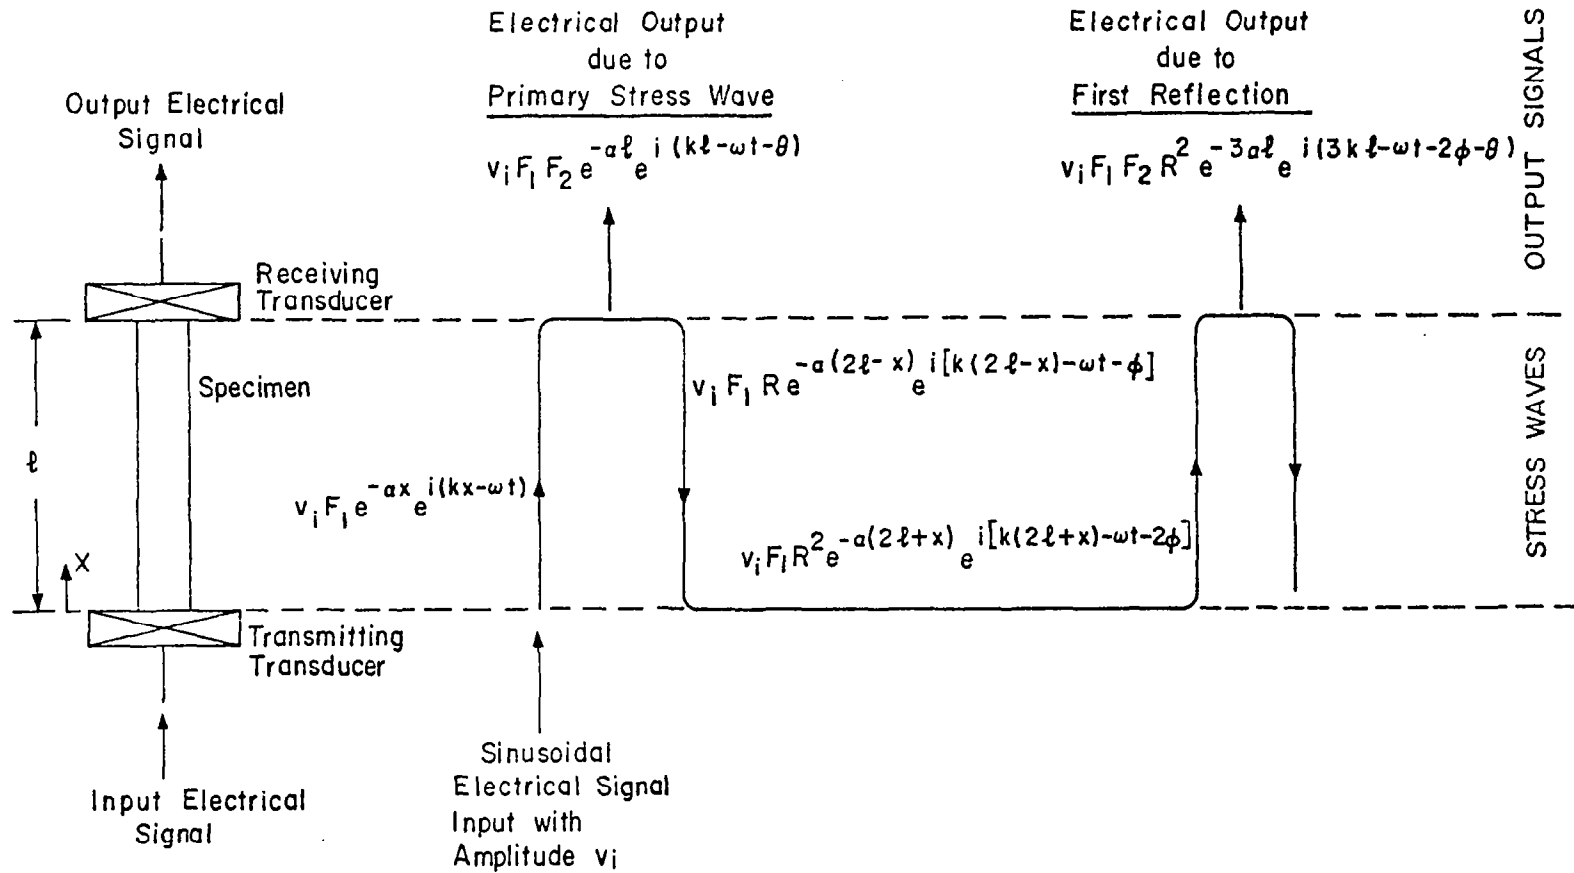 Electrical Output
due to
Primary Stress Wave
v_i F_1 F_2 e^{-αℓ} e^{i(kℓ-ωt-θ)}
Electrical Output
due to
First Reflection
v_i F_1 F_2 R^2 e^{-3αℓ} e^{i(3kℓ-ωt-2ϕ-θ)}
OUTPUT SIGNALS
Output Electrical
Signal
Receiving
Transducer
Specimen
ℓ
X
Transmitting
Transducer
Input Electrical
Signal
v_i F_1 e^{-αx} e^{i(kx-ωt)}
v_i F_1 R e^{-α(2ℓ-x)} e^{i[k(2ℓ-x)-ωt-ϕ]}
v_i F_1 R^2 e^{-α(2ℓ+x)} e^{i[k(2ℓ+x)-ωt-2ϕ]}
STRESS WAVES
Sinusoidal
Electrical Signal
Input with
Amplitude v_i